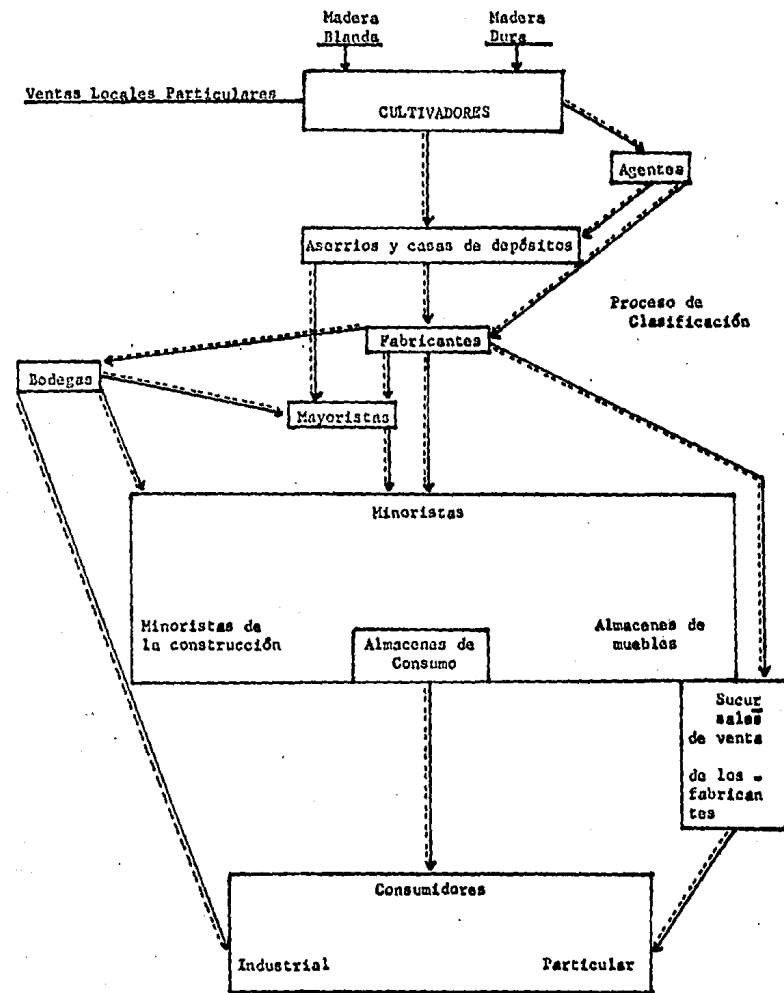 Madera
Blanda
Madera
Dura
Ventas Locales Particulares
CULTIVADORES
Agentes
Aserríos y casas de depósitos
Proceso de
Clasificación
Fabricantes
Bodegas
Mayoristas
Minoristas
Minoristas de
la construcción
Almacenes de
Consumo
Almacenes de
muebles
Sucur
sales
de venta
de los -
fabrican
tes
Consumidores
Industrial
Particular